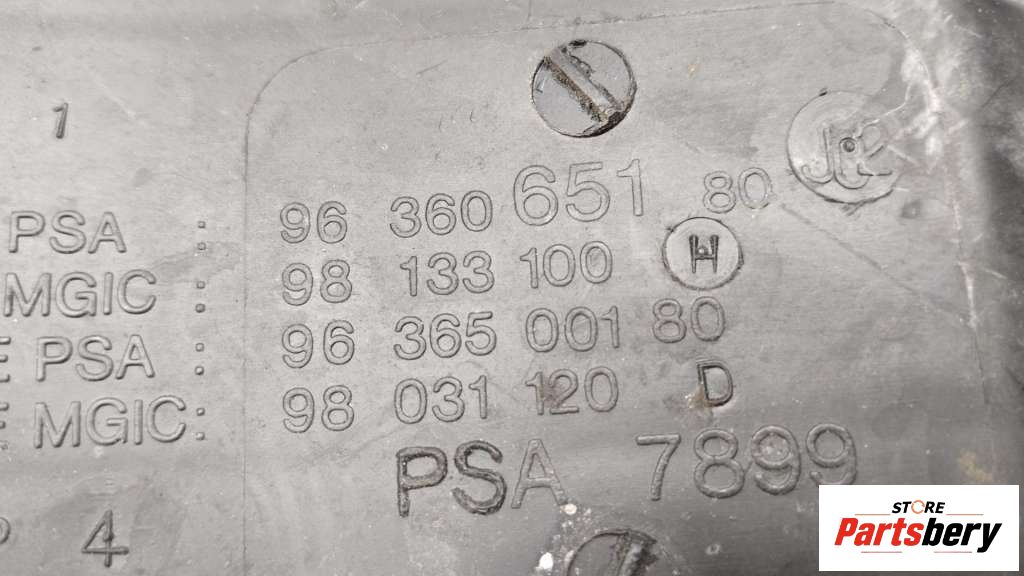 1
PSA : 96 360 651 80
MGIC : 98 133 100 H
E PSA : 96 365 001 80
E MGIC: 98 031 120 D
PSA 7899
P 4
STORE
Partsbery